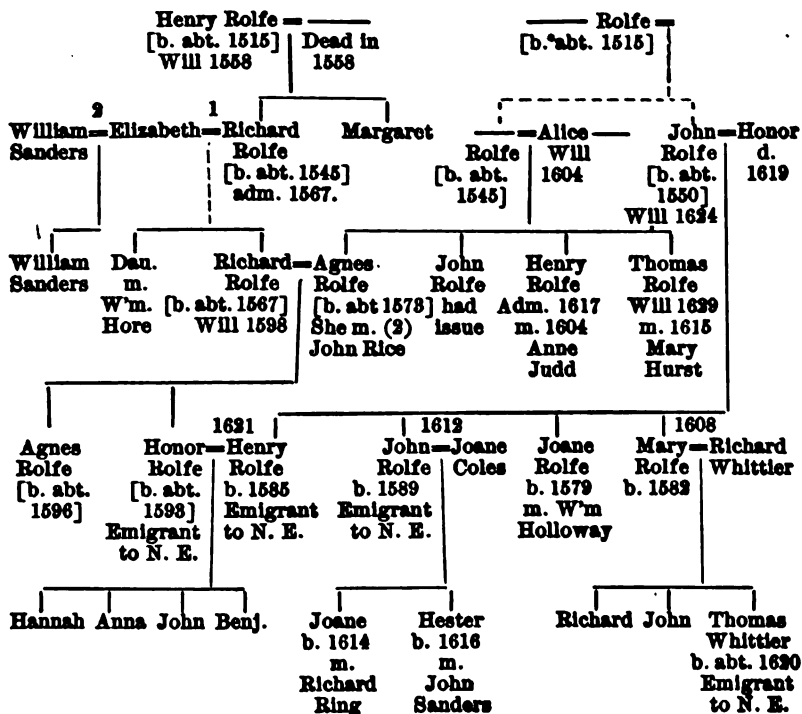 Henry Rolfe = Rolfe =
[b. abt. 1515] Dead in [b. abt. 1515]
Will 1558 1558
2 1
William = Elizabeth = Richard Margaret = Alice John = Honor
Sanders Rolfe Rolfe Will Rolfe d.
[b. abt. 1545] [b. abt. 1604 [b. abt. 1619
adm. 1567. 1545] 1550]
Will 1624
William Dau. Richard = Agnes John Henry Thomas
Sanders m. Rolfe Rolfe Rolfe Rolfe Rolfe
W'm. [b. abt. 1567] [b. abt 1573] had Adm. 1617 Will 1629
Hore Will 1598 She m. (2) issue m. 1604 m. 1615
John Rice Anne Mary
Judd Hurst
1621 1612 1608
Agnes Honor = Henry John = Joane Joane Mary = Richard
Rolfe Rolfe Rolfe Rolfe Coles Rolfe Rolfe Whittier
[b. abt. [b. abt. b. 1585 b. 1589 b. 1579 b. 1582
1596] 1598] Emigrant Emigrant m. W'm
Emigrant to N. E. to N. E. Holloway
to N. E.
Hannah Anna John Benj. Joane Hester Richard John Thomas
b. 1614 b. 1616 Whittier
m. m. b. abt. 1620
Richard John Emigrant
Ring Sanders to N. E.